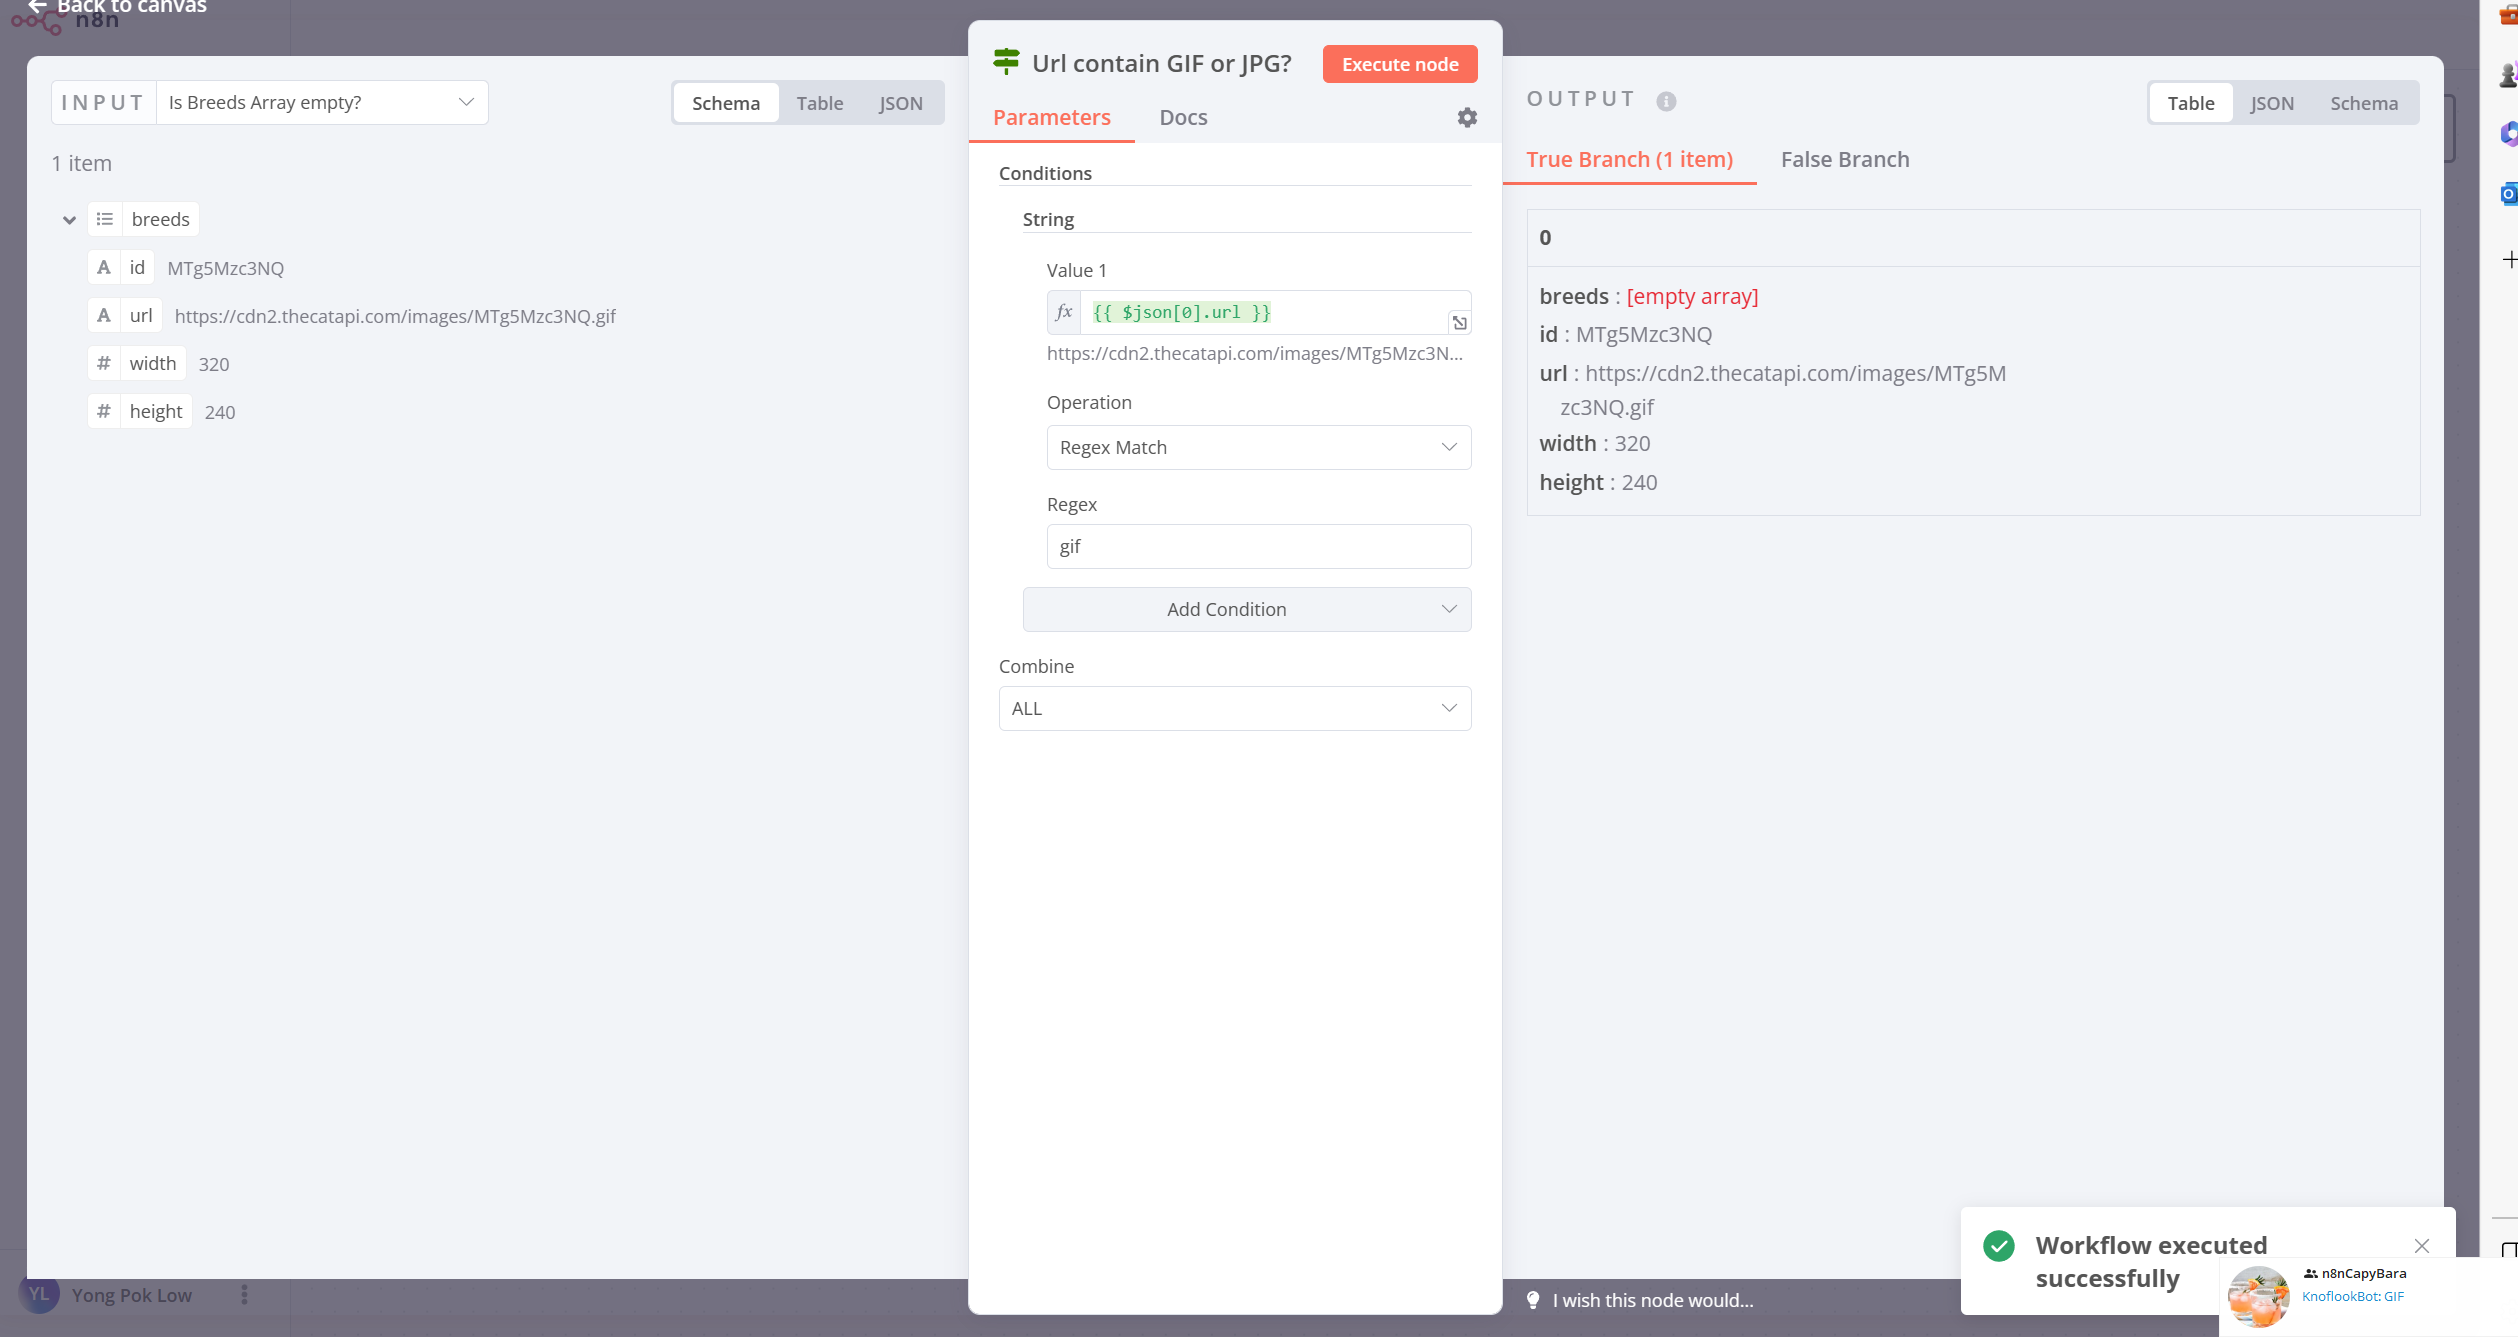 Back to canvas
n8n
INPUT
Is Breeds Array empty?
Schema
Table
JSON
1 item
breeds
A id MTg5Mzc3NQ
A url https://cdn2.thecatapi.com/images/MTg5Mzc3NQ.gif
# width 320
# height 240
YL
Yong Pok Low
Url contain GIF or JPG?
Execute node
Parameters
Docs
Conditions
String
Value 1
fx {{ $json[0].url }}
https://cdn2.thecatapi.com/images/MTg5Mzc3N...
Operation
Regex Match
Regex
gif
Add Condition
Combine
ALL
OUTPUT
Table
JSON
Schema
True Branch (1 item)
False Branch
0
breeds : [empty array]
id : MTg5Mzc3NQ
url : https://cdn2.thecatapi.com/images/MTg5M
zc3NQ.gif
width : 320
height : 240
I wish this node would...
Workflow executed
successfully
n8nCapyBara
KnoflookBot: GIF